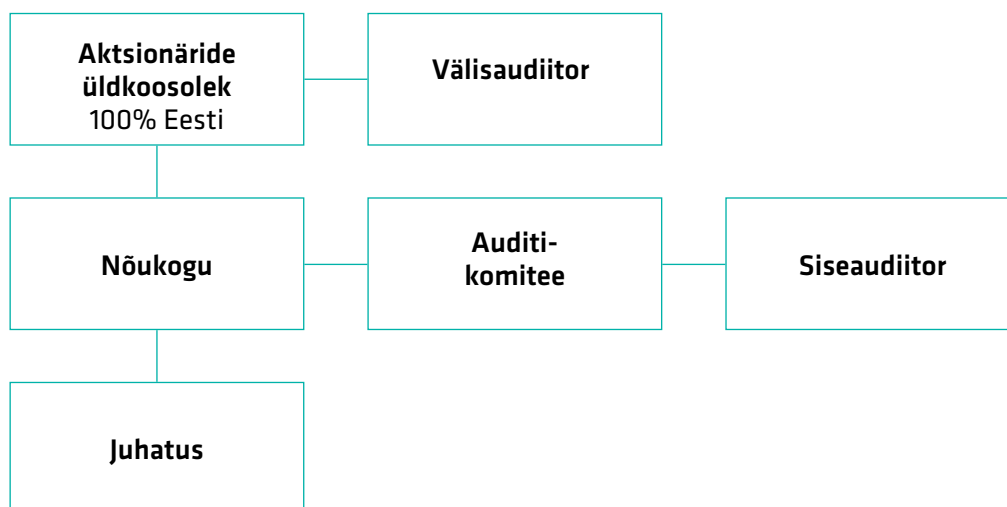 Aktsionäride
üldkoosolek
100% Eesti
Välisaudiitor
Nõukogu
Auditi-
komitee
Siseaudiitor
Juhatus